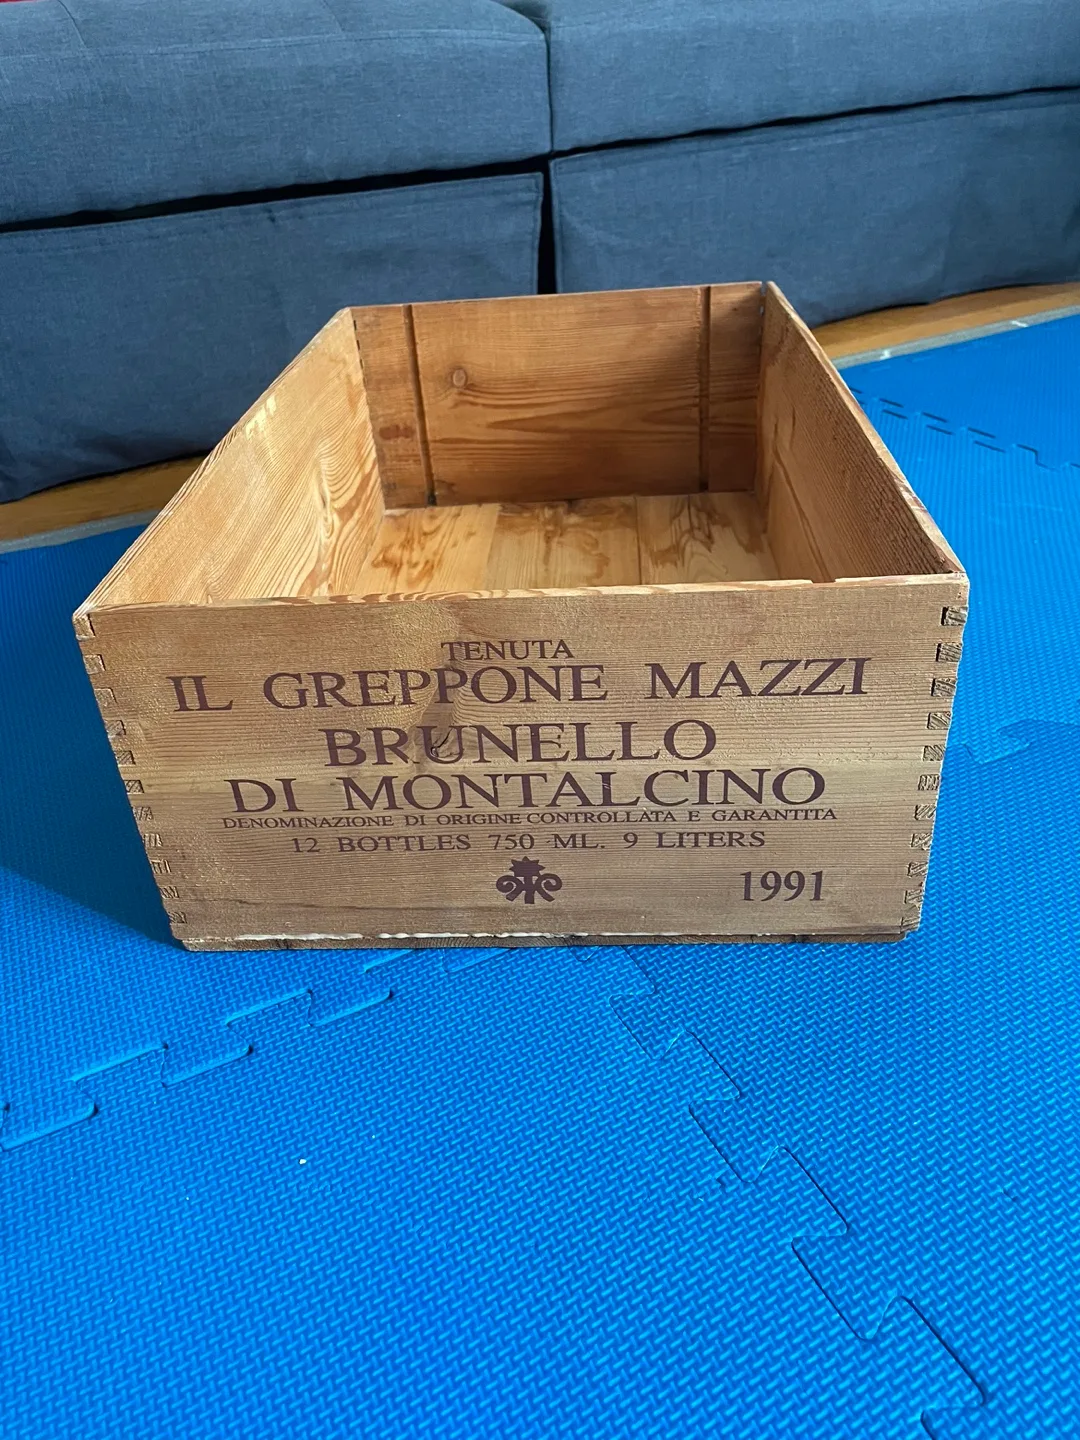 TENUTA
IL GREPPONE MAZZI
BRUNELLO
DI MONTALCINO
DENOMINAZIONE DI ORIGINE CONTROLLATA E GARANTITA
12 BOTTLES 750 ML. 9 LITERS
1991